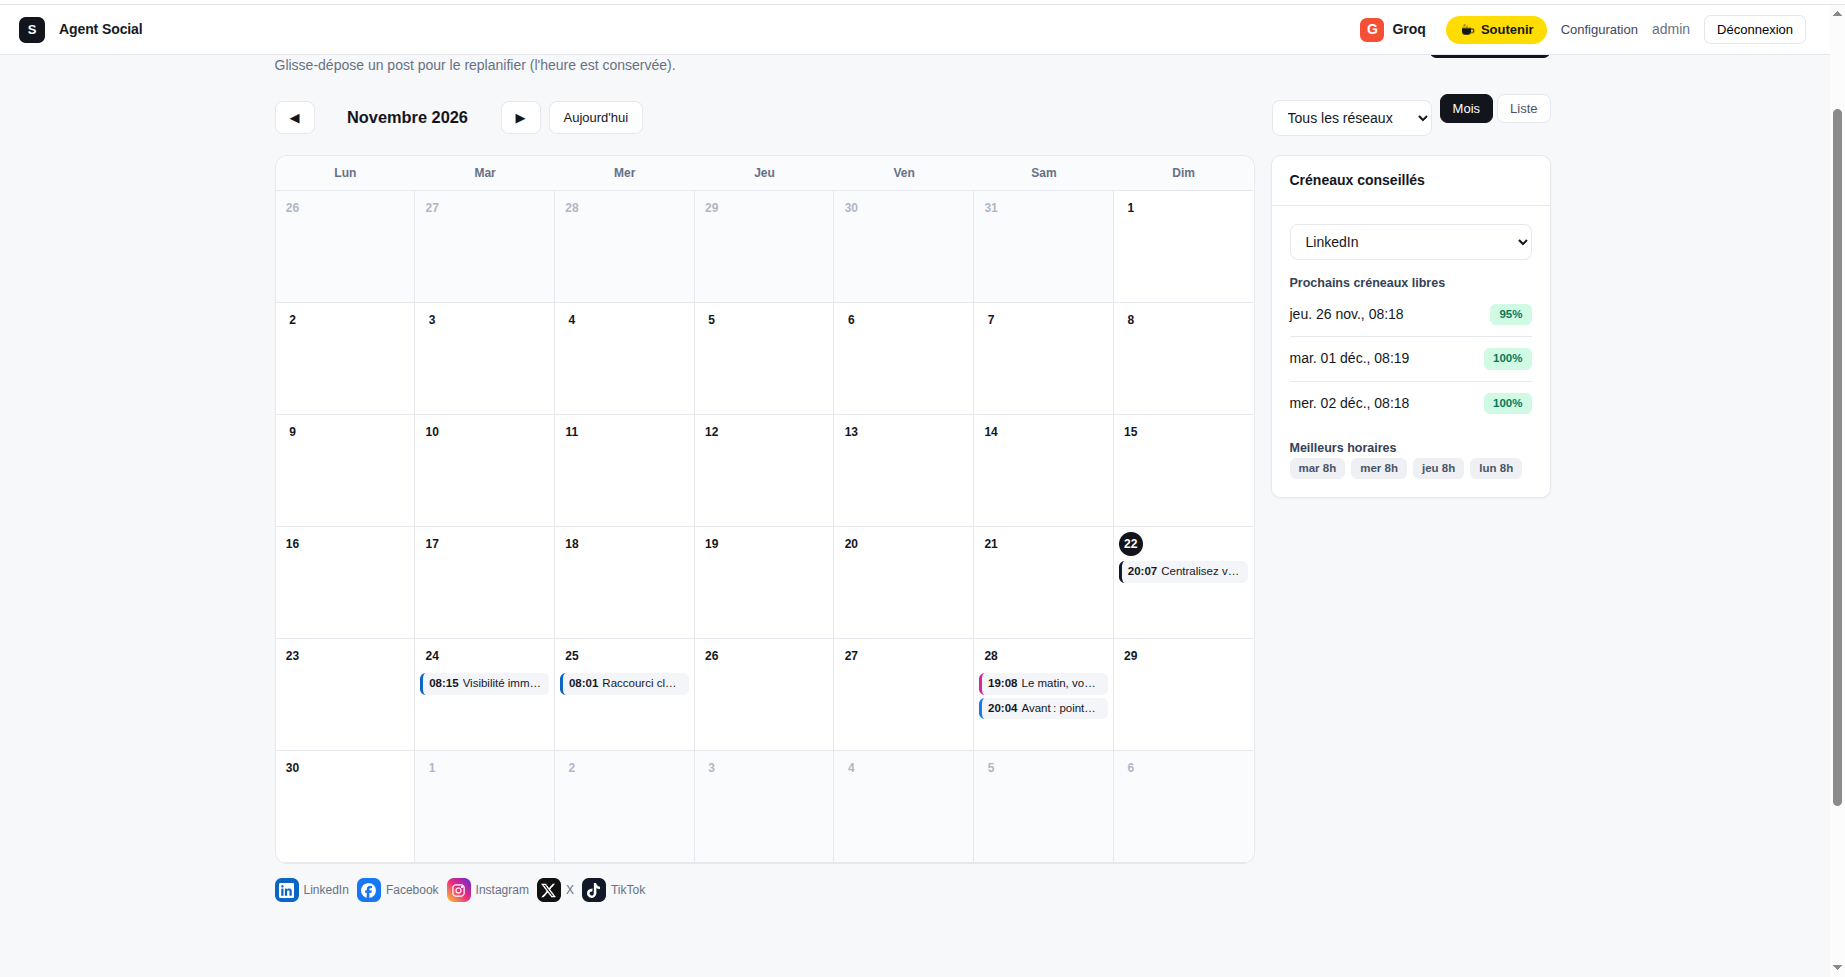 S Agent Social G Groq Soutenir Configuration admin Déconnexion
Glisse-dépose un post pour le replanifier (l'heure est conservée).
◀ Novembre 2026 ▶ Aujourd'hui Tous les réseaux Mois Liste
Lun Mar Mer Jeu Ven Sam Dim
26 27 28 29 30 31 1
2 3 4 5 6 7 8
9 10 11 12 13 14 15
16 17 18 19 20 21 22
20:07 Centralisez v…
23 24 25 26 27 28 29
08:15 Visibilité imm… 08:01 Raccourci cl… 19:08 Le matin, vo…
20:04 Avant : point…
30 1 2 3 4 5 6
Créneaux conseillés
LinkedIn
Prochains créneaux libres
jeu. 26 nov., 08:18 95%
mar. 01 déc., 08:19 100%
mer. 02 déc., 08:18 100%
Meilleurs horaires
mar 8h mer 8h jeu 8h lun 8h
LinkedIn Facebook Instagram X TikTok